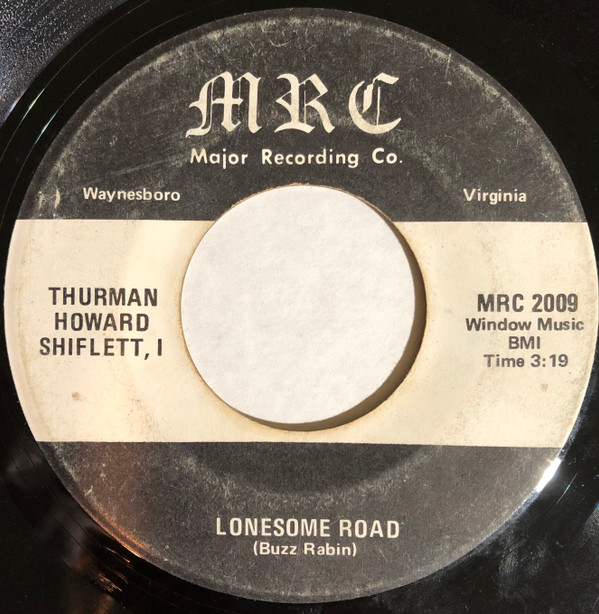 MRC
Major Recording Co.
Waynesboro
Virginia
THURMAN
HOWARD
SHIFLETT, I
MRC 2009
Window Music
BMI
Time 3:19
LONESOME ROAD
(Buzz Rabin)